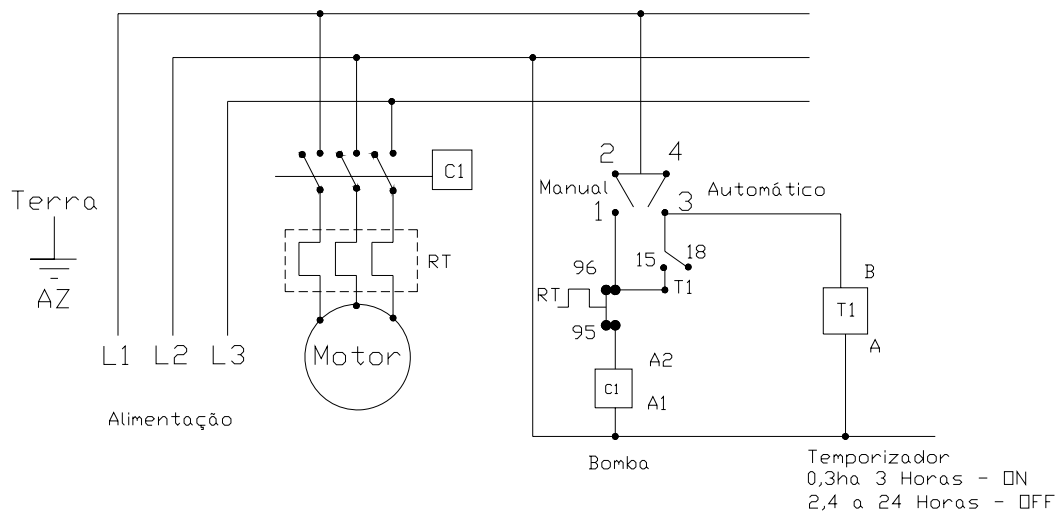 C1
2 4
Manual Automático
1 3
Terra
AZ
RT
96 15 18
T1
RT
95
B
T1
A
L1 L2 L3
Motor
A2
C1
A1
Alimentação
Bomba
Temporizador
0,3ha 3 Horas - ON
2,4 a 24 Horas - OFF